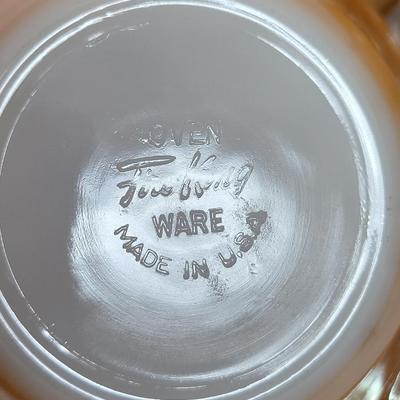 OVEN
Fire King
WARE
MADE IN U.S.A